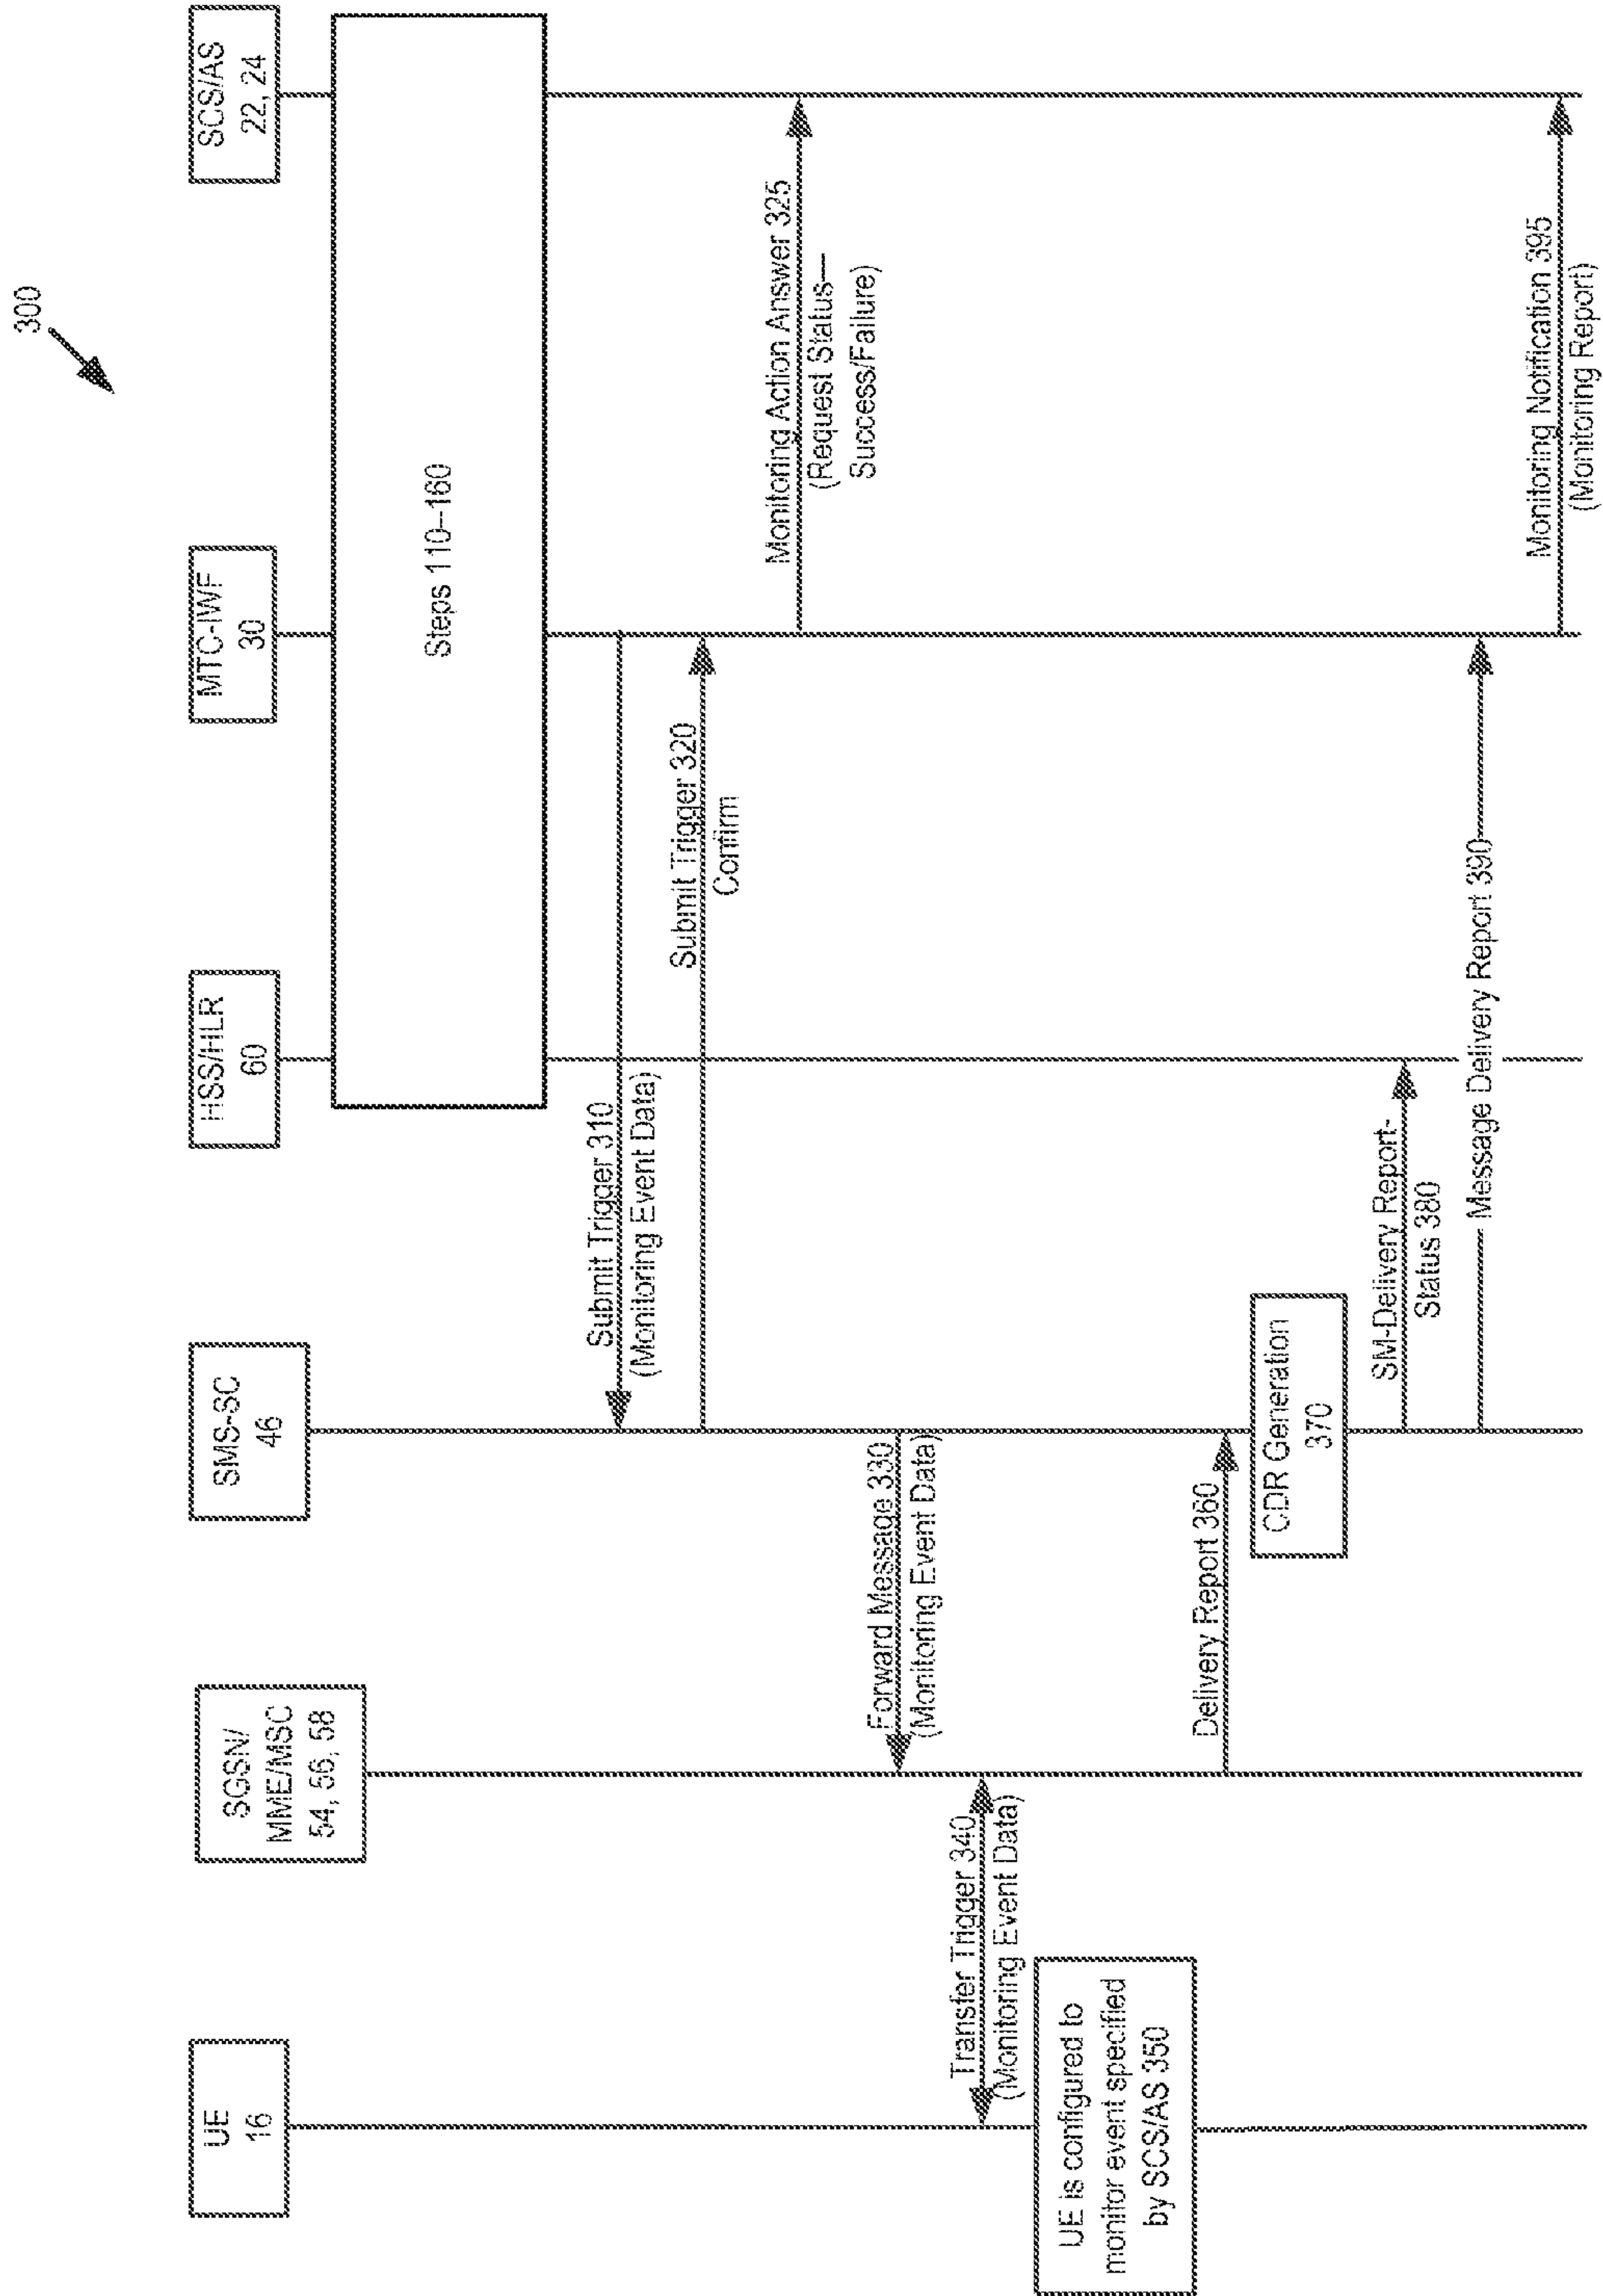 300
UE
16
SGSN/
MME/MSC
54, 56, 58
SMS-SC
46
HSS/HLR
60
MTC-IWF
30
SCS/AS
22, 24
Steps 110–160
Submit Trigger 310
(Monitoring Event Data)
Submit Trigger 320
Confirm
Monitoring Action Answer 325
(Request Status—
Success/Failure)
Forward Message 330
(Monitoring Event Data)
Transfer Trigger 340
(Monitoring Event Data)
UE is configured to
monitor event specified
by SCS/AS 350
Delivery Report 360
CDR Generation
370
SM-Delivery Report-
Status 380
Message Delivery Report 390
Monitoring Notification 395
(Monitoring Report)